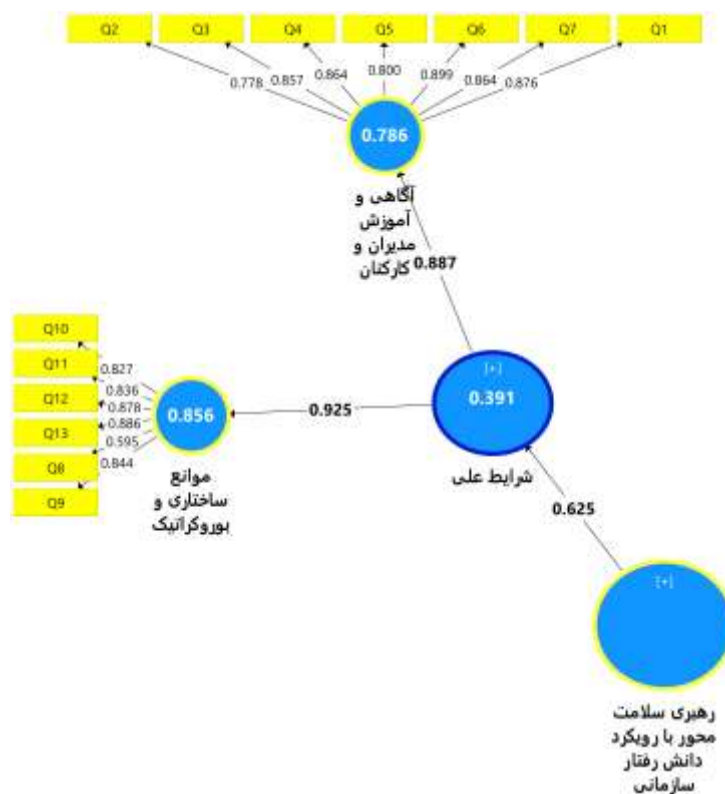 Q2 Q3 Q4 Q5 Q6 Q7 Q1
0.778 0.857 0.864 0.800 0.899 0.864 0.876
0.786
آگاهی و
آموزش
مدیران و
کارکنان
0.887
Q10
Q11
Q12
Q13
Q8
Q9
0.827
0.836
0.878
0.886
0.595
0.844
0.856
موانع
ساختاری و
بوروکراتیک
0.925
[+]
0.391
شرایط علی
0.625
[+]
رهبری سلامت
محور با رویکرد
دانش رفتار
سازمانی